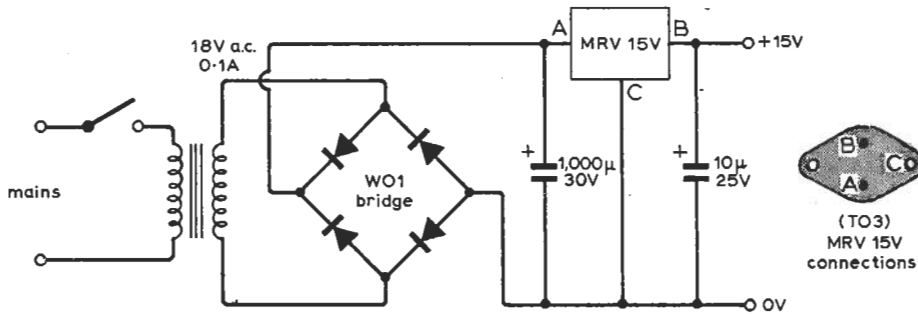 18V a.c.
0·1A
mains
WO1
bridge
A
MRV 15V
B
C
+15V
+
1,000µ
30V
+
10µ
25V
0V
B
C
A
(TO3)
MRV 15V
connections